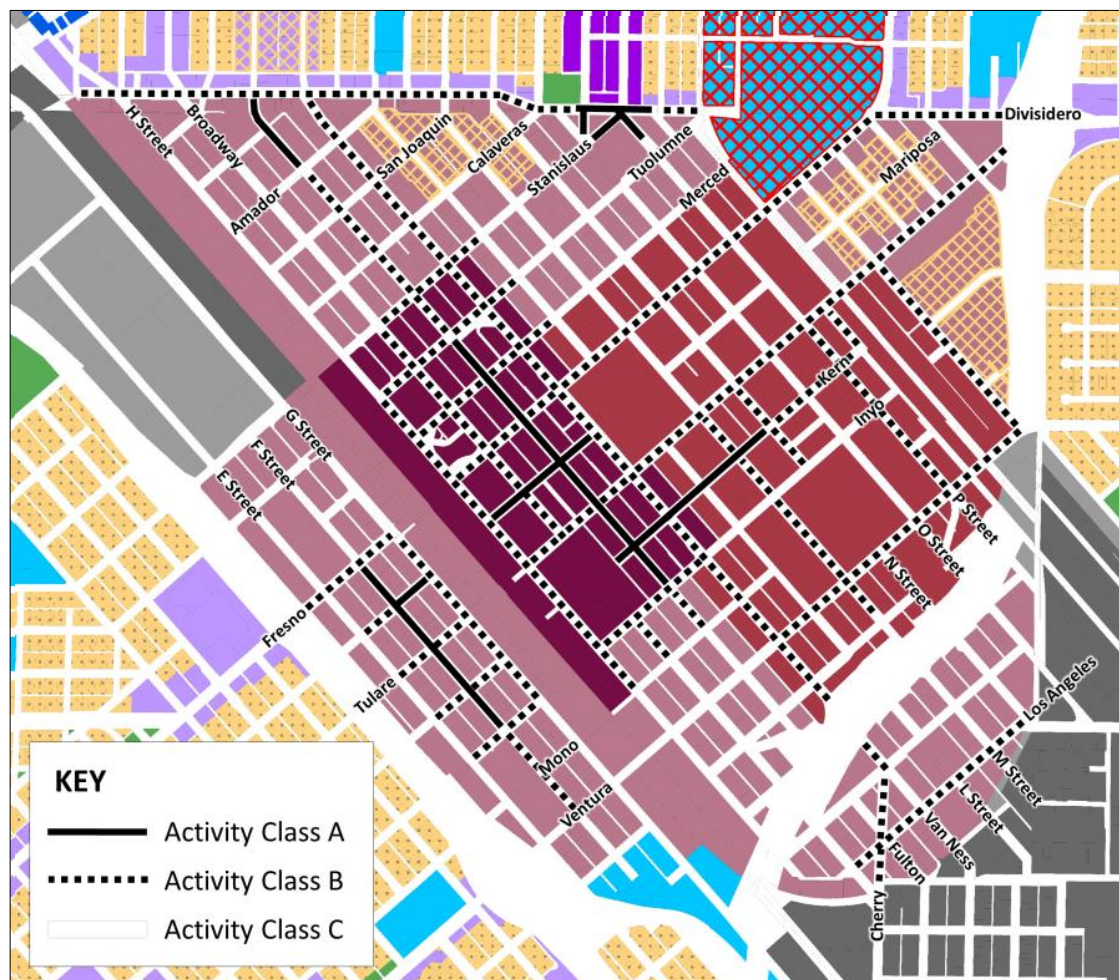 Divisidero
H Street
Broadway
San Joaquin
Calaveras
Stanislaus
Tuolumne
Mariposa
Amador
Merced
Kern
Inyo
G Street
F Street
E Street
P Street
O Street
N Street
Fresno
Tulare
Los Angeles
Mono
Ventura
M Street
L Street
Van Ness
Fulton
Cherry
KEY
Activity Class A
Activity Class B
Activity Class C